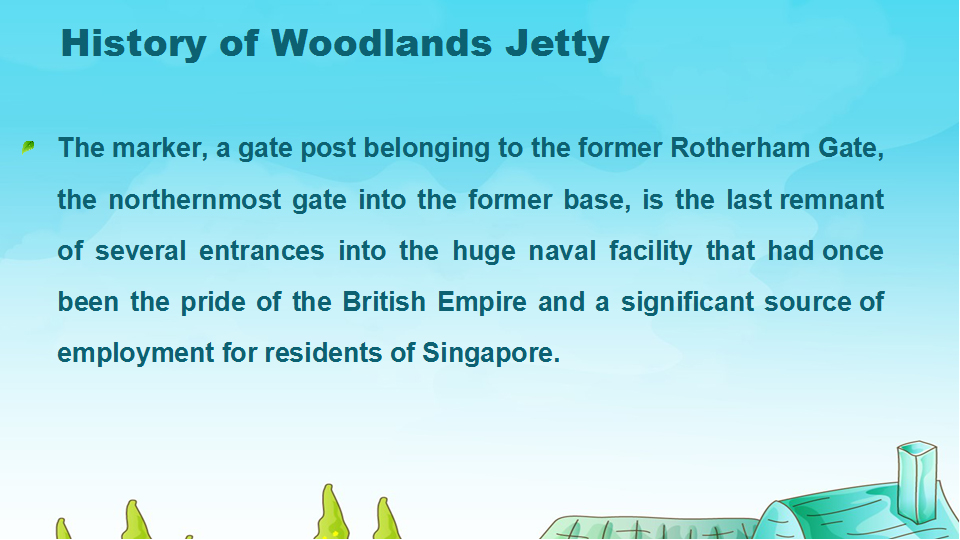 History of Woodlands Jetty
The marker, a gate post belonging to the former Rotherham Gate,
the northernmost gate into the former base, is the last remnant
of several entrances into the huge naval facility that had once
been the pride of the British Empire and a significant source of
employment for residents of Singapore.